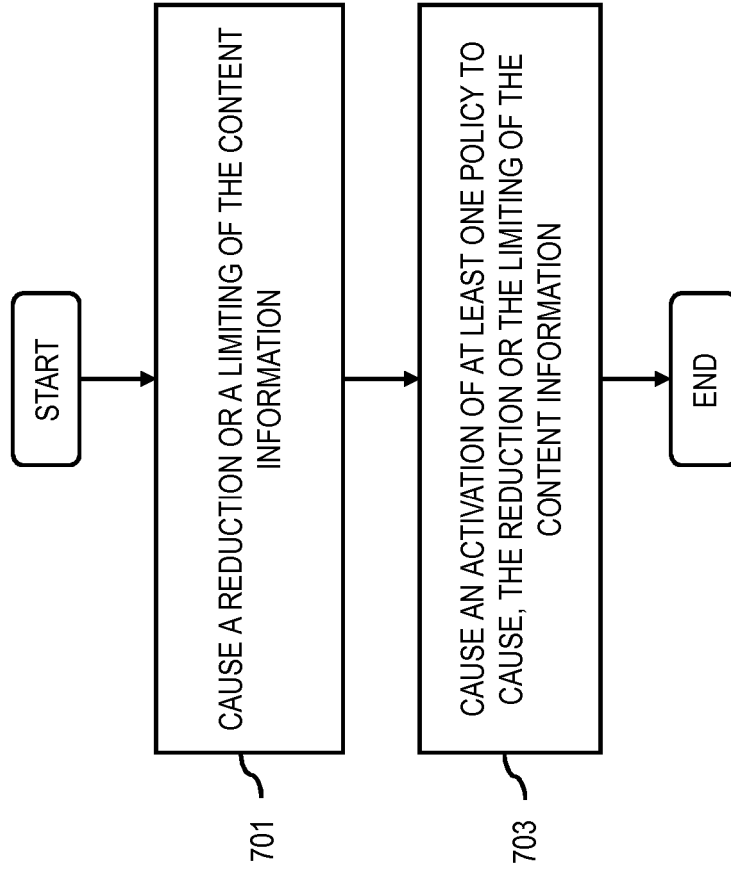 START
701
CAUSE A REDUCTION OR A LIMITING OF THE CONTENT
INFORMATION
703
CAUSE AN ACTIVATION OF AT LEAST ONE POLICY TO
CAUSE, THE REDUCTION OR THE LIMITING OF THE
CONTENT INFORMATION
END